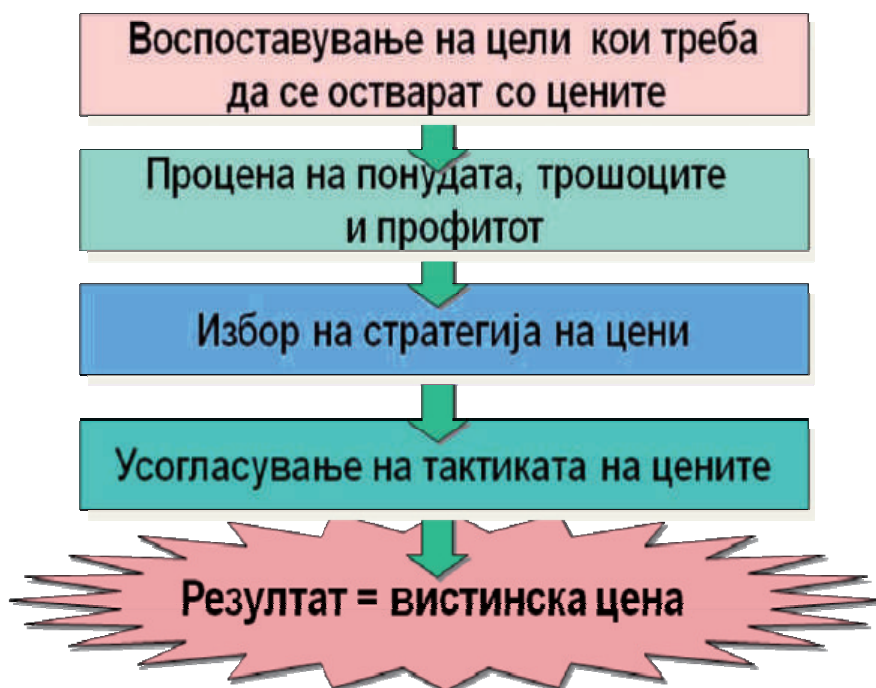 Воспоставување на цели кои треба
да се остварат со цените
Процена на понудата, трошоците
и профитот
Избор на стратегија на цени
Усогласување на тактиката на цените
Резултат = вистинска цена